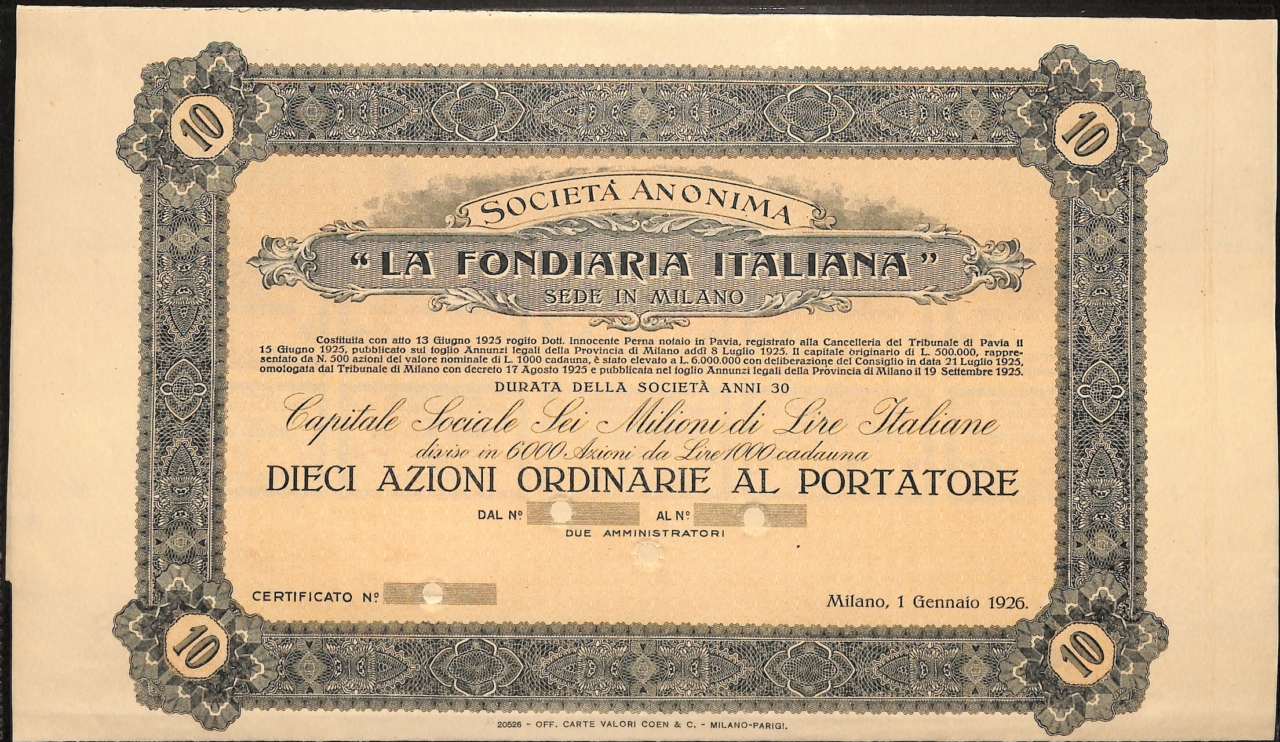 10
10
SOCIETÀ ANONIMA
"LA FONDIARIA ITALIANA"
SEDE IN MILANO
Costituita con atto 13 Giugno 1925 rogito Dott. Innocente Perna notaio in Pavia, registrato alla Cancelleria del Tribunale di Pavia il
15 Giugno 1925, pubblicato sul foglio Annunzi legali della Provincia di Milano addì 8 Luglio 1925. Il capitale originario di L. 500.000, rappre-
sentato da N. 500 azioni del valore nominale di L. 1000 cadauna, è stato elevato a L. 6.000.000 con deliberazione del Consiglio in data 21 Luglio 1925,
omologata dal Tribunale di Milano con decreto 17 Agosto 1925 e pubblicata nel foglio Annunzi legali della Provincia di Milano il 19 Settembre 1925.
DURATA DELLA SOCIETÀ ANNI 30
Capitale Sociale Sei Milioni di Lire Italiane
diviso in 6000 Azioni da Lire 1000 cadauna
DIECI AZIONI ORDINARIE AL PORTATORE
DAL Nº AL Nº
DUE AMMINISTRATORI
CERTIFICATO Nº
Milano, 1 Gennaio 1926.
10
10
20526 - OFF. CARTE VALORI COEN & C. - MILANO-PARIGI.